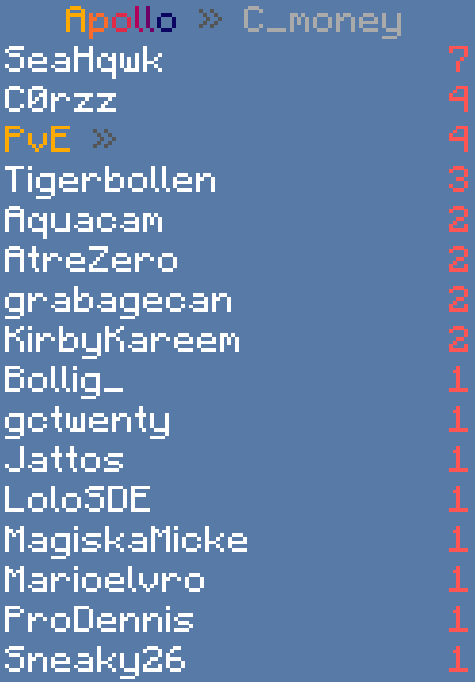 Apollo » C_money
SeaHqwk 7
C0rzz 4
PvE » 4
Tigerbollen 3
Aquacam 2
AtreZero 2
grabagecan 2
KirbyKareem 2
Bollig_ 1
gctwenty 1
Jattos 1
LoloSDE 1
MagiskaMicke 1
Marioelvro 1
ProDennis 1
Sneaky26 1